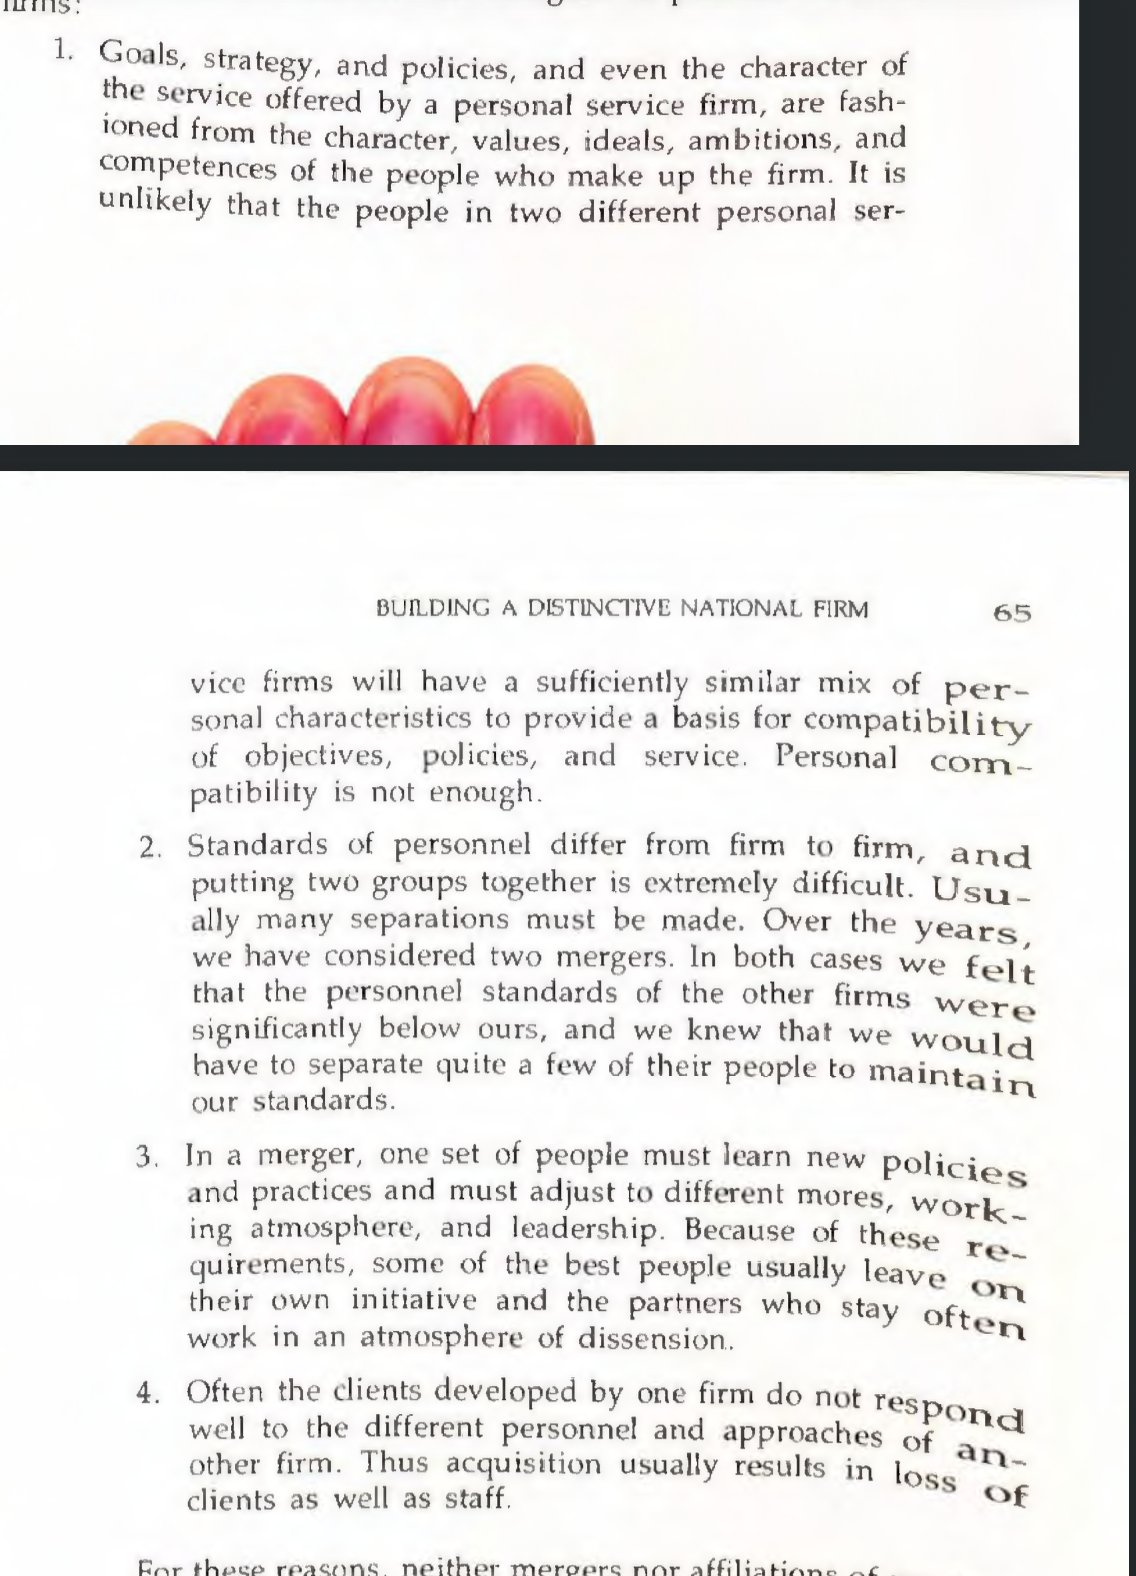 firms:
1. Goals, strategy, and policies, and even the character of
the service offered by a personal service firm, are fash-
ioned from the character, values, ideals, ambitions, and
competences of the people who make up the firm. It is
unlikely that the people in two different personal ser-
BUILDING A DISTINCTIVE NATIONAL FIRM 65
vice firms will have a sufficiently similar mix of per-
sonal characteristics to provide a basis for compatibility
of objectives, policies, and service. Personal com-
patibility is not enough.
2. Standards of personnel differ from firm to firm, and
putting two groups together is extremely difficult. Usu-
ally many separations must be made. Over the years,
we have considered two mergers. In both cases we felt
that the personnel standards of the other firms were
significantly below ours, and we knew that we would
have to separate quite a few of their people to maintain
our standards.
3. In a merger, one set of people must learn new policies
and practices and must adjust to different mores, work-
ing atmosphere, and leadership. Because of these re-
quirements, some of the best people usually leave on
their own initiative and the partners who stay often
work in an atmosphere of dissension.
4. Often the clients developed by one firm do not respond
well to the different personnel and approaches of an-
other firm. Thus acquisition usually results in loss of
clients as well as staff.
For these reasons, neither mergers nor affiliations of